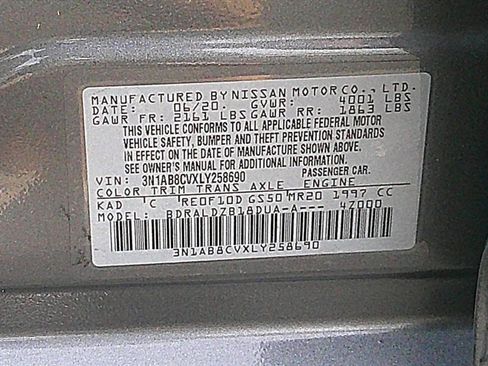 MANUFACTURED BY NISSAN MOTOR CO., LTD.
DATE: 06/20. GVWR: 4001 LBS
GAWR FR: 2161 LBS GAWR RR: 1863 LBS
THIS VEHICLE CONFORMS TO ALL APPLICABLE FEDERAL MOTOR
VEHICLE SAFETY, BUMPER AND THEFT PREVENTION STANDARDS
IN EFFECT ON THE DATE OF MANUFACTURE SHOWN ABOVE.
SEE OWNER'S MANUAL FOR ADDITIONAL INFORMATION
VIN: 3N1AB8CVXLY258690 PASSENGER CAR.
COLOR TRIM TRANS AXLE ENGINE
KAD C RE0F10D GS50 MR20 1997 CC
MODEL: BDRALDZB18DUA-A--- 47000
3N1AB8CVXLY258690